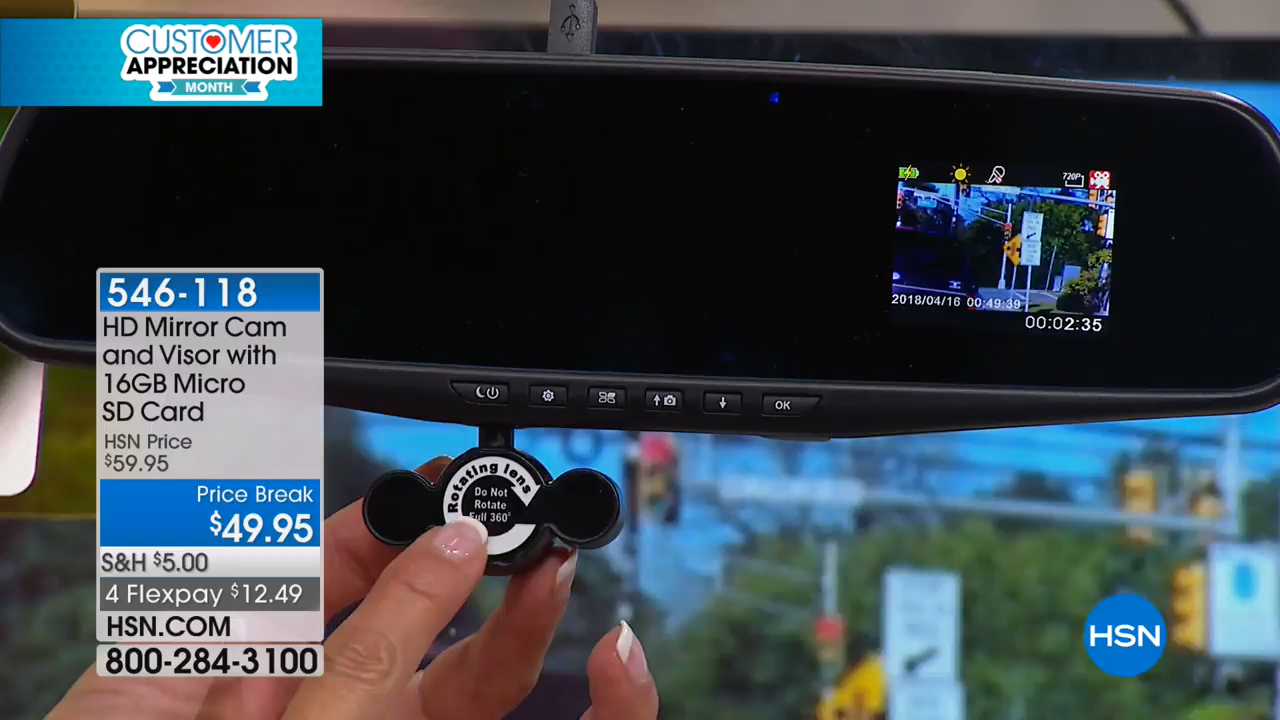 CUSTOMER
APPRECIATION
MONTH
546-118
HD Mirror Cam
and Visor with
16GB Micro
SD Card
HSN Price
$59.95
Price Break
$49.95
S&H $5.00
4 Flexpay $12.49
HSN.COM
800-284-3100
720P
2018/04/16 00:49:39
00:02:35
OK
Rotating lens
Do Not
Rotate
Full 360°
HSN